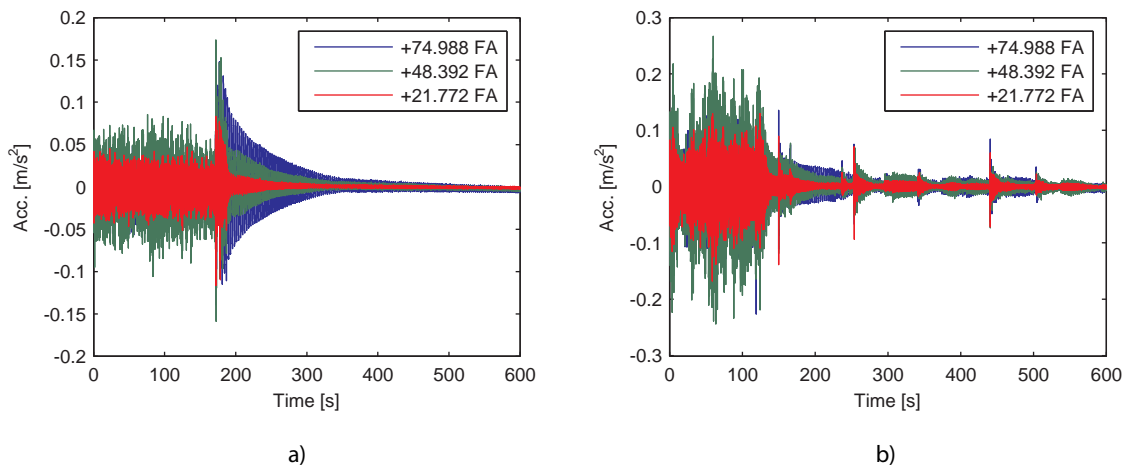 0.2
0.15
0.1
0.05
0
-0.05
-0.1
-0.15
-0.2
Acc. [m/s²]
0 100 200 300 400 500 600
Time [s]
+74.988 FA
+48.392 FA
+21.772 FA
a)
0.3
0.2
0.1
0
-0.1
-0.2
-0.3
Acc. [m/s²]
0 100 200 300 400 500 600
Time [s]
+74.988 FA
+48.392 FA
+21.772 FA
b)